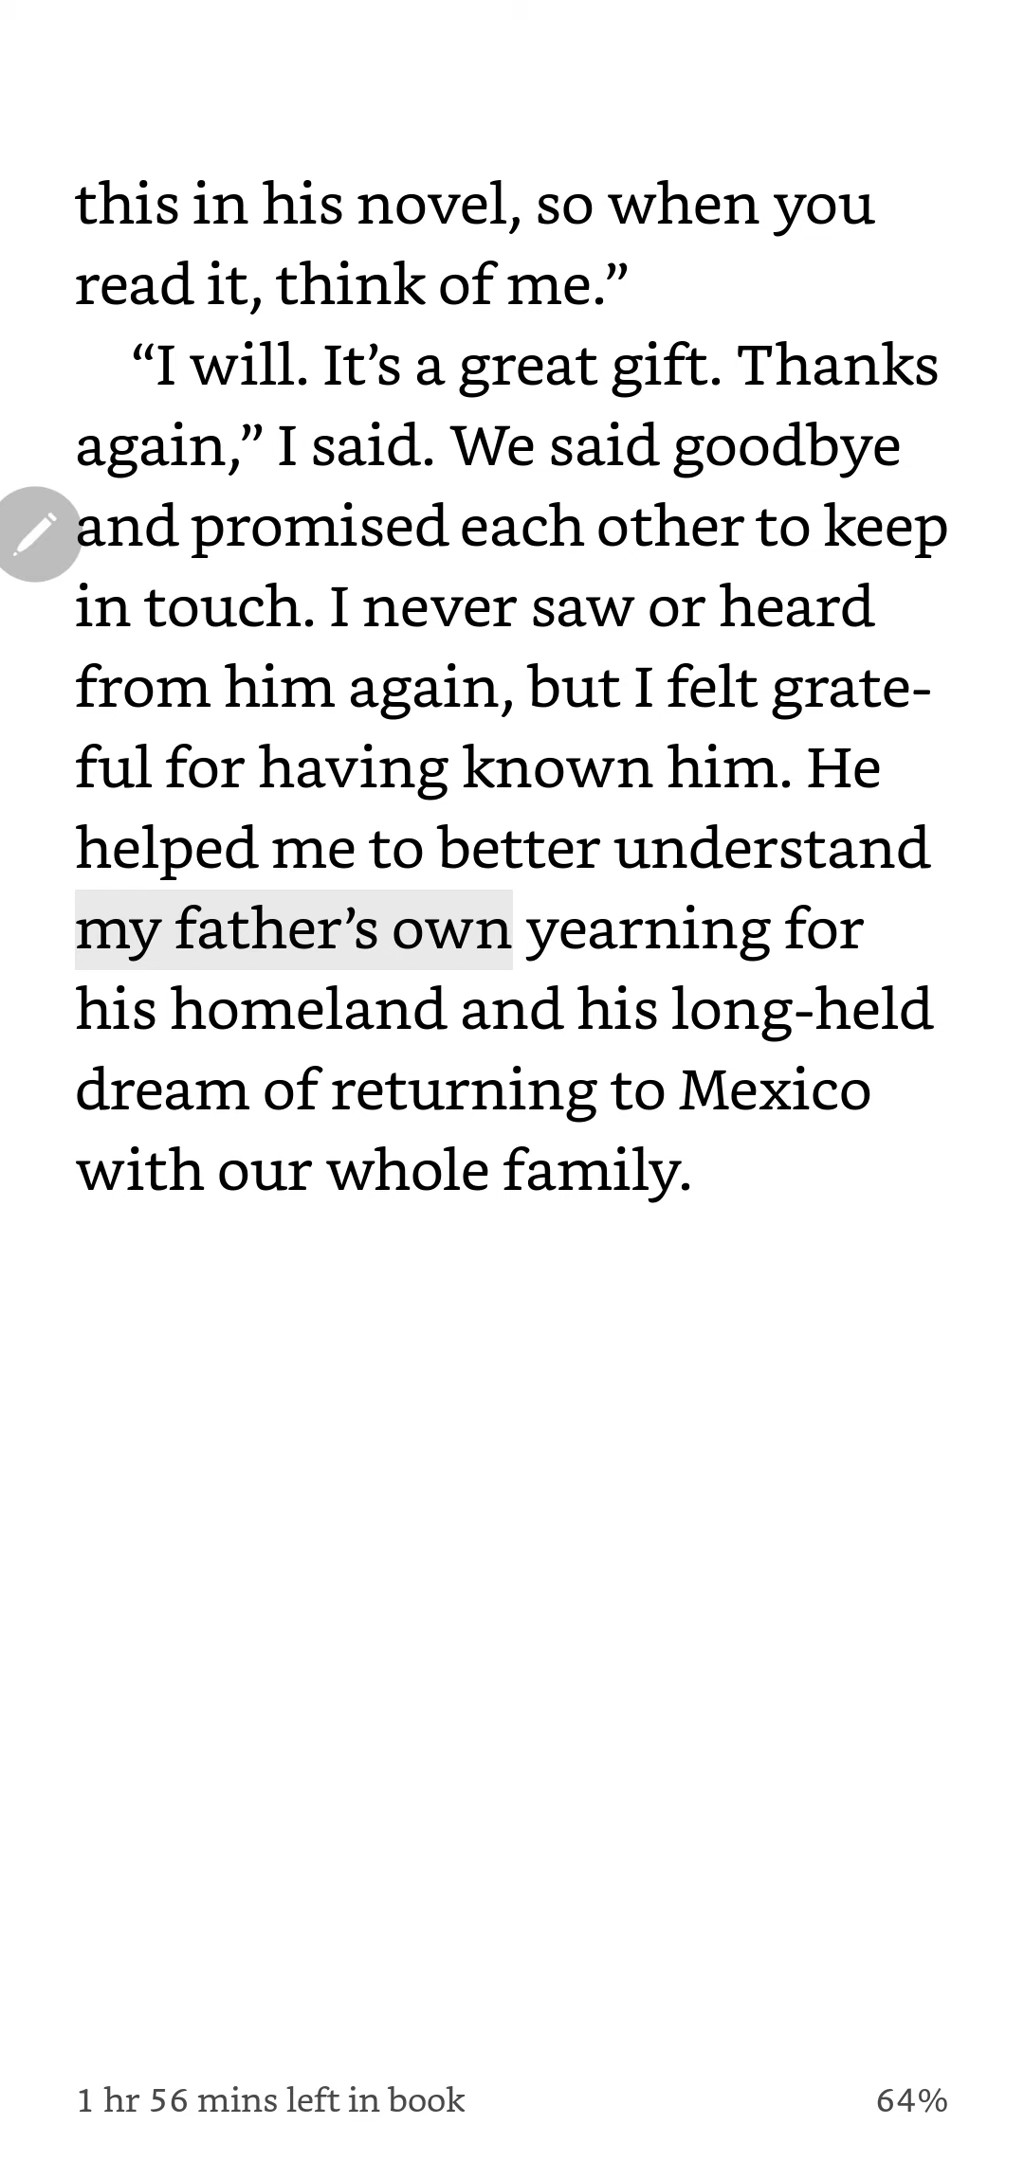 this in his novel, so when you
read it, think of me.”
“I will. It’s a great gift. Thanks
again,” I said. We said goodbye
and promised each other to keep
in touch. I never saw or heard
from him again, but I felt grate-
ful for having known him. He
helped me to better understand
my father’s own yearning for
his homeland and his long-held
dream of returning to Mexico
with our whole family.
1 hr 56 mins left in book 64%